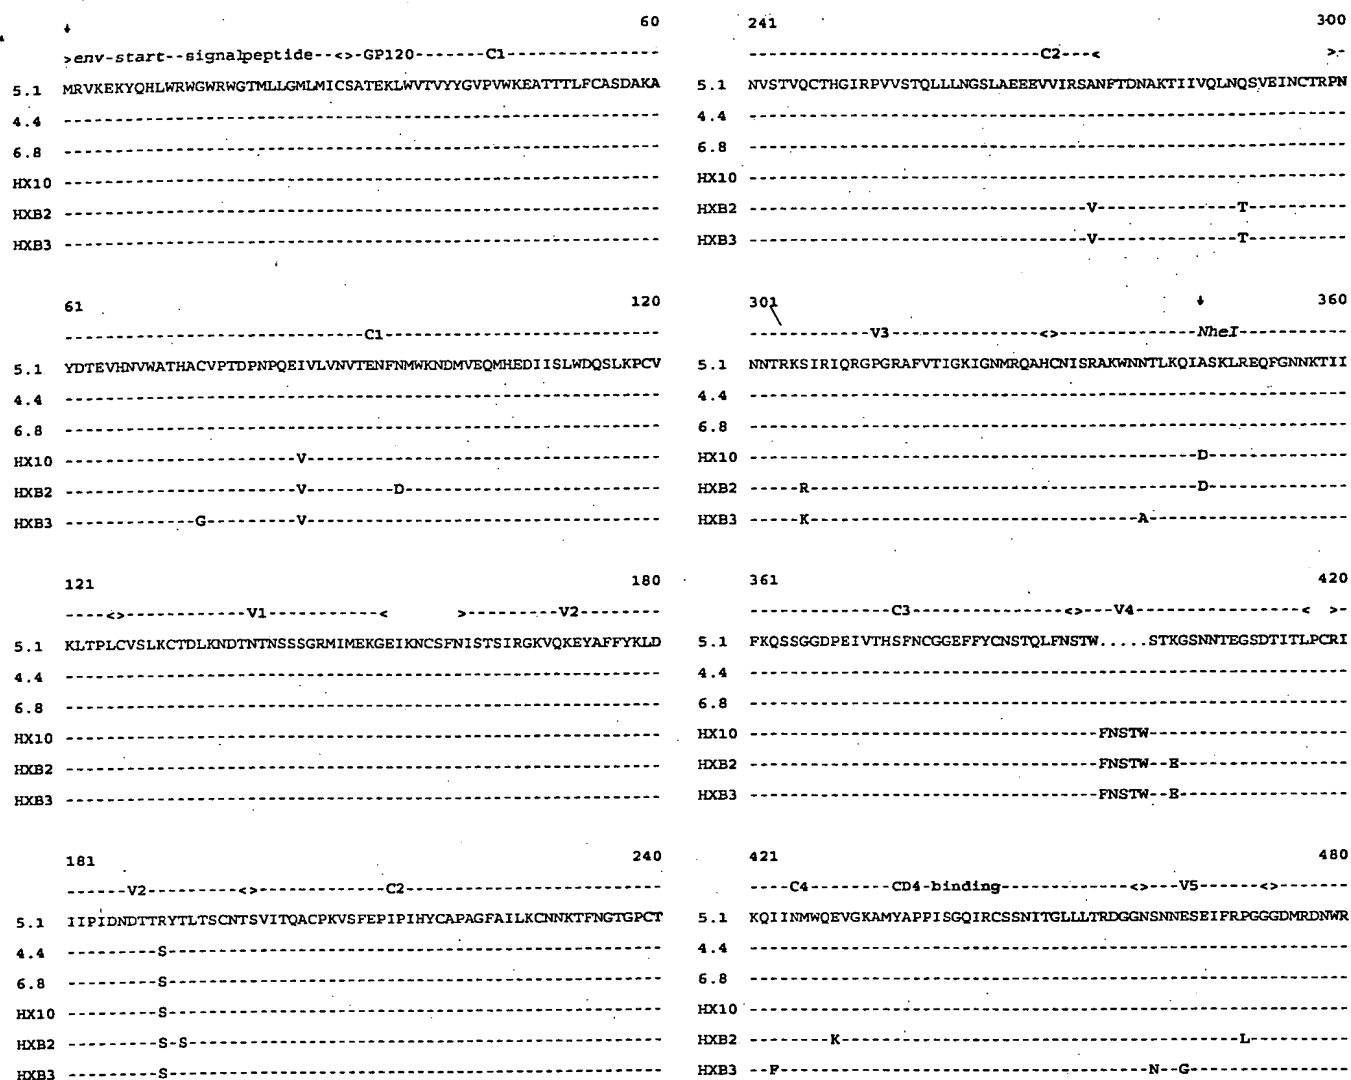 60
>env-start--signalpeptide--<>-GP120-------C1---------------
5.1 MRVKEKYQHLWRWGWRWGTMLLGMLMICSATEKLWVTVYYGVPVWKEATTTLFCASDAKA
4.4 ------------------------------------------------------------
6.8 ------------------------------------------------------------
HX10 ------------------------------------------------------------
HXB2 ------------------------------------------------------------
HXB3 ------------------------------------------------------------
61 120
------------------------------C1----------------------------
5.1 YDTEVHNVWATHACVPTDPNPQEIVLVNVTENFNMWKNDMVEQMHEDIISLWDQSLKPCV
4.4 ------------------------------------------------------------
6.8 ------------------------------------------------------------
HX10 -----------------------V------------------------------------
HXB2 -----------------------V---------D--------------------------
HXB3 -------------G---------V------------------------------------
121 180
----<>-------------V1-----------<       >---------V2--------
5.1 KLTPLCVSLKCTDLKNDTNTNSSSGRMIMEKGEIKNCSFNISTSIRGKVQKEYAFFYKLD
4.4 ------------------------------------------------------------
6.8 ------------------------------------------------------------
HX10 ------------------------------------------------------------
HXB2 ------------------------------------------------------------
HXB3 ------------------------------------------------------------
181 240
------V2---------<>-------------C2--------------------------
5.1 IIPIDNDTTRYTLTSCNTSVITQACPKVSFEPIPIHYCAPAGFAILKCNNKTFNGTGPCT
4.4 ---------S--------------------------------------------------
6.8 ---------S--------------------------------------------------
HX10 ---------S--------------------------------------------------
HXB2 ---------S-S------------------------------------------------
HXB3 ---------S--------------------------------------------------
241 300
-----------------------------C2---<                       >-
5.1 NVSTVQCTHGIRPVVSTQLLLNGSLAEEEVVIRSANFTDNAKTIIVQLNQSVEINCTRPN
4.4 ------------------------------------------------------------
6.8 ------------------------------------------------------------
HX10 ------------------------------------------------------------
HXB2 ----------------------------------V--------------T----------
HXB3 ----------------------------------V--------------T----------
301 360
------------V3---------------<>--------------NheI-----------
5.1 NNTRKSIRIQRGPGRAFVTIGKIGNMRQAHCNISRAKWNNTLKQIASKLREQFGNNKTII
4.4 ------------------------------------------------------------
6.8 ------------------------------------------------------------
HX10 ---------------------------------------------D--------------
HXB2 -----R---------------------------------------D--------------
HXB3 -----K---------------------------------A--------------------
361 420
--------------C3----------------<>---V4-----------------<  >-
5.1 FKQSSGGDPEIVTHSFNCGGEFFYCNSTQLFNSTW.....STKGSNNTEGSDTITLPCRI
4.4 ------------------------------------------------------------
6.8 ------------------------------------------------------------
HX10 -----------------------------------FNSTW--------------------
HXB2 -----------------------------------FNSTW--E-----------------
HXB3 -----------------------------------FNSTW--E-----------------
421 480
----C4--------CD4-binding-------------<>---V5------<>--------
5.1 KQIINMWQEVGKAMYAPPISGQIRCSSNITGLLLTRDGGNSNNESEIFRPGGGDMRDNWR
4.4 ------------------------------------------------------------
6.8 ------------------------------------------------------------
HX10 ------------------------------------------------------------
HXB2 --------K----------------------------------------L----------
HXB3 --F-------------------------------------N--G----------------